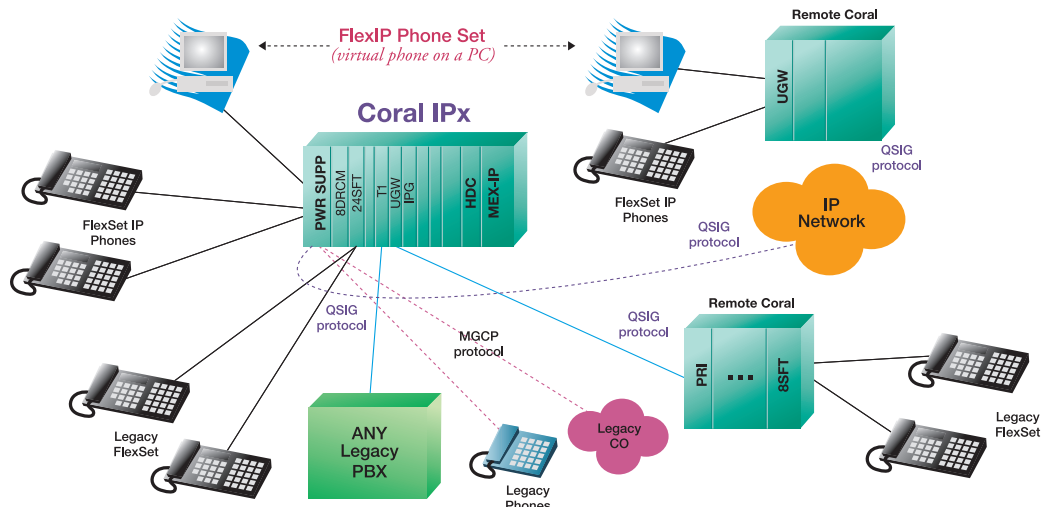 Remote Coral
FlexIP Phone Set
(virtual phone on a PC)
UGW
Coral IPx
QSIG
protocol
PWR SUPP
8DRCM
24SFT
T1
UGW
IPG
HDC
MEX-IP
FlexSet IP
Phones
FlexSet IP
Phones
IP
Network
QSIG
protocol
QSIG
protocol
MGCP
protocol
QSIG
protocol
Remote Coral
PRI
...
8SFT
Legacy
FlexSet
ANY
Legacy
PBX
Legacy
CO
Legacy
FlexSet
Legacy
Phones